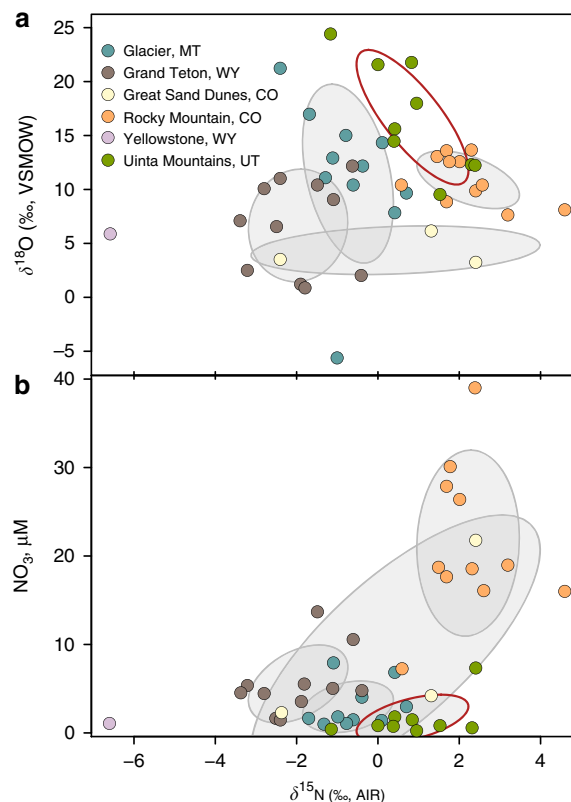 a
25
20
15
10
5
0
−5
δ18O (‰, VSMOW)
Glacier, MT
Grand Teton, WY
Great Sand Dunes, CO
Rocky Mountain, CO
Yellowstone, WY
Uinta Mountains, UT
b
40
30
20
10
0
NO3, μM
−6 −4 −2 0 2 4
δ15N (‰, AIR)